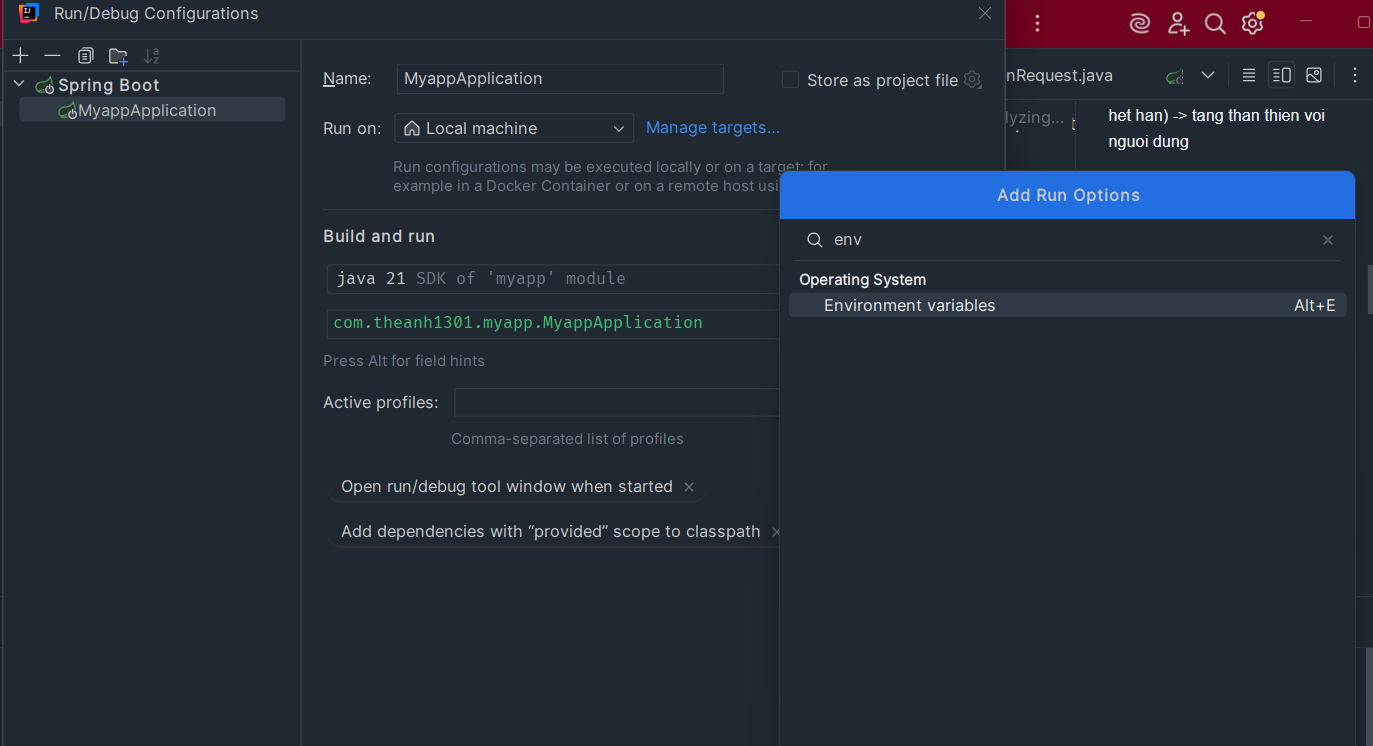 Run/Debug Configurations
Spring Boot
MyappApplication
Name: MyappApplication
Store as project file
Run on: Local machine
Manage targets...
Run configurations may be executed locally or on a target: for
example in a Docker Container or on a remote host usi
Build and run
java 21 SDK of 'myapp' module
com.theanh1301.myapp.MyappApplication
Press Alt for field hints
Active profiles:
Comma-separated list of profiles
Open run/debug tool window when started
Add dependencies with “provided” scope to classpath
nRequest.java
lyzing...
het han) -> tang than thien voi
nguoi dung
Add Run Options
env
Operating System
Environment variables Alt+E